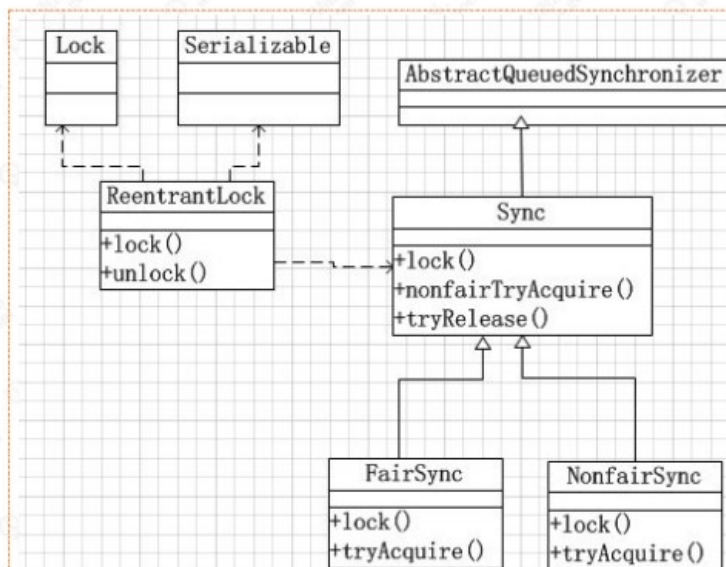 Lock
Serializable
AbstractQueuedSynchronizer
ReentrantLock
+lock()
+unlock()
Sync
+lock()
+nonfairTryAcquire()
+tryRelease()
FairSync
+lock()
+tryAcquire()
NonfairSync
+lock()
+tryAcquire()